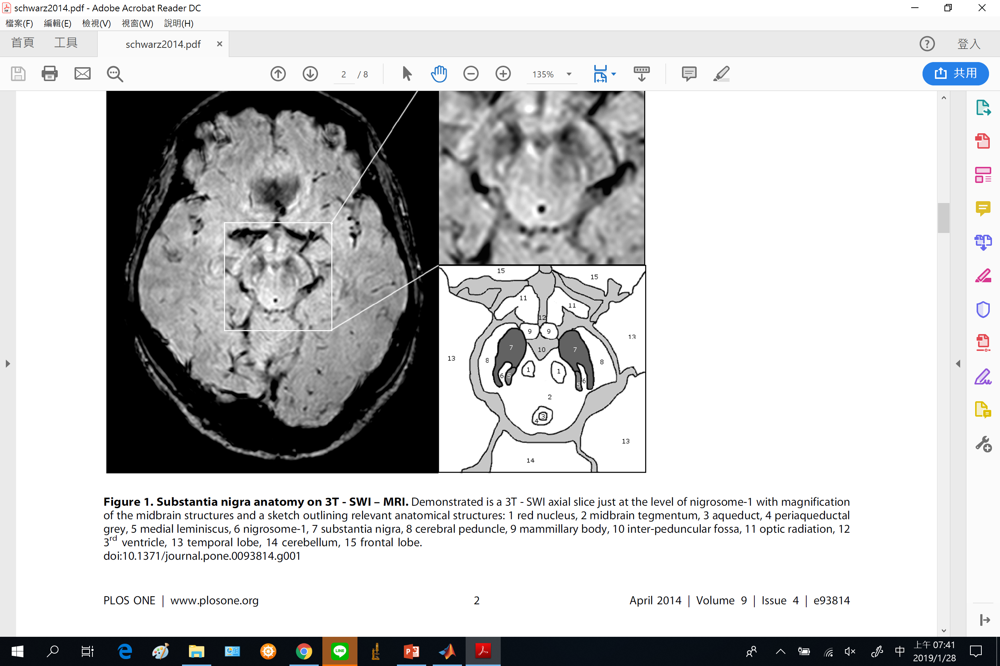 schwarz2014.pdf - Adobe Acrobat Reader DC
檔案(F) 編輯(E) 檢視(V) 視窗(W) 說明(H)
首頁 工具 schwarz2014.pdf 登入
2 / 8 135% 共用
15
15
11
11
12
9 9
13
7 10 7
13
8 8
1 1
6 5 5 6
2
3
4
13
14
Figure 1. Substantia nigra anatomy on 3T - SWI – MRI. Demonstrated is a 3T - SWI axial slice just at the level of nigrosome-1 with magnification
of the midbrain structures and a sketch outlining relevant anatomical structures: 1 red nucleus, 2 midbrain tegmentum, 3 aqueduct, 4 periaqueductal
grey, 5 medial leminiscus, 6 nigrosome-1, 7 substantia nigra, 8 cerebral peduncle, 9 mammillary body, 10 inter-peduncular fossa, 11 optic radiation, 12
3rd ventricle, 13 temporal lobe, 14 cerebellum, 15 frontal lobe.
doi:10.1371/journal.pone.0093814.g001
PLOS ONE | www.plosone.org 2 April 2014 | Volume 9 | Issue 4 | e93814
LINE
中
上午 07:41
2019/1/28